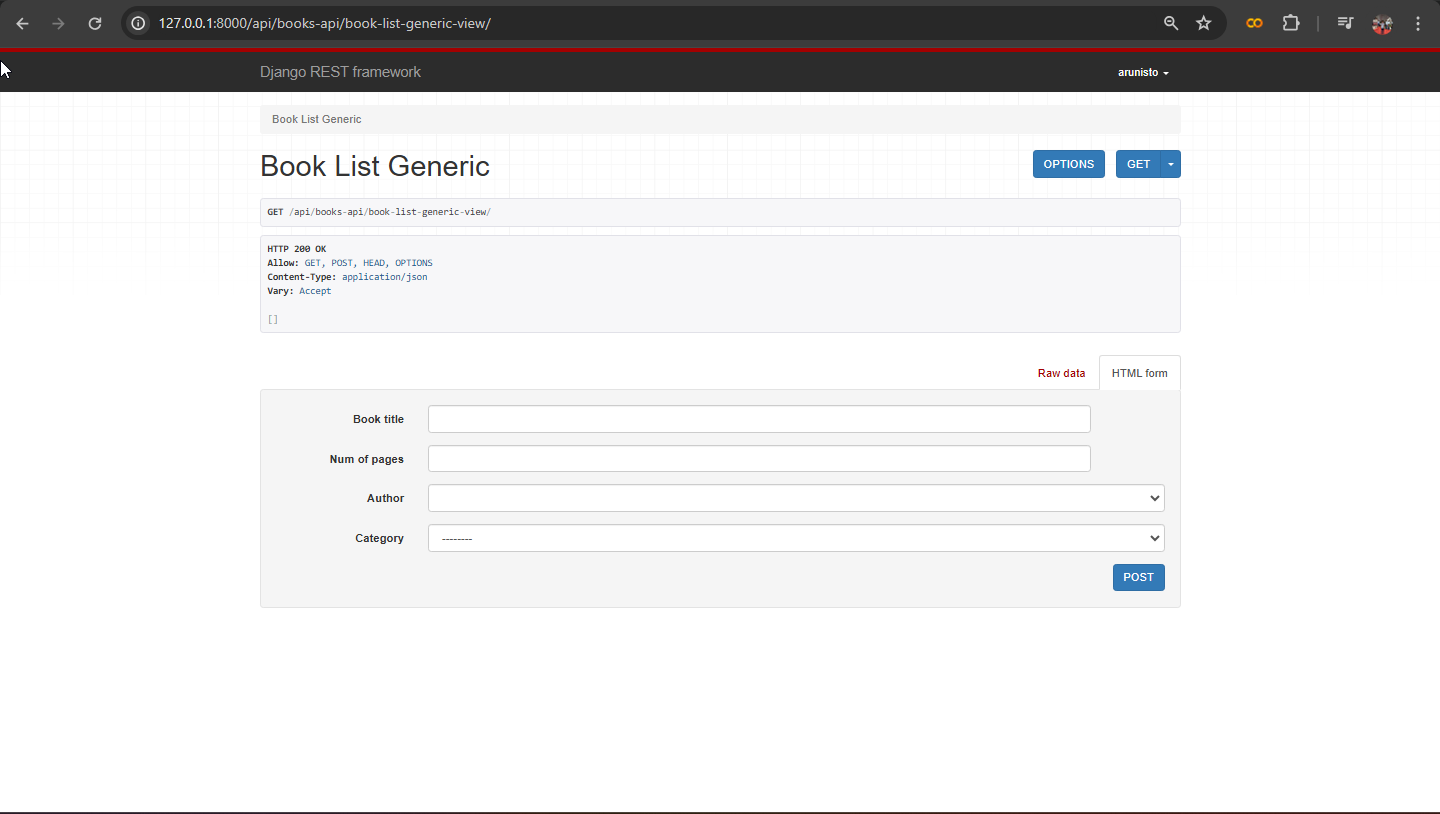 127.0.0.1:8000/api/books-api/book-list-generic-view/
Django REST framework
arunisto
Book List Generic
Book List Generic
OPTIONS
GET
GET /api/books-api/book-list-generic-view/
HTTP 200 OK
Allow: GET, POST, HEAD, OPTIONS
Content-Type: application/json
Vary: Accept
[]
Raw data
HTML form
Book title
Num of pages
Author
Category
--------
POST